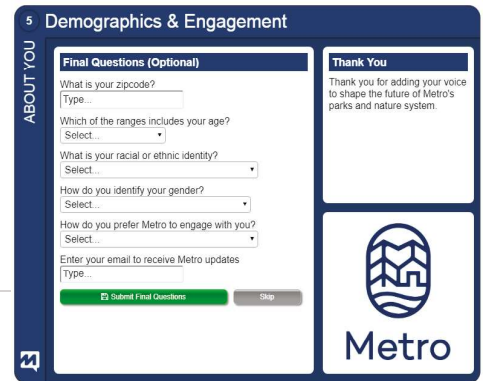 5 Demographics & Engagement
ABOUT YOU
Final Questions (Optional)
What is your zipcode?
Type...
Which of the ranges includes your age?
Select...
What is your racial or ethnic identity?
Select...
How do you identify your gender?
Select...
How do you prefer Metro to engage with you?
Select...
Enter your email to receive Metro updates
Type...
Submit Final Questions Skip
Thank You
Thank you for adding your voice
to shape the future of Metro's
parks and nature system.
Metro